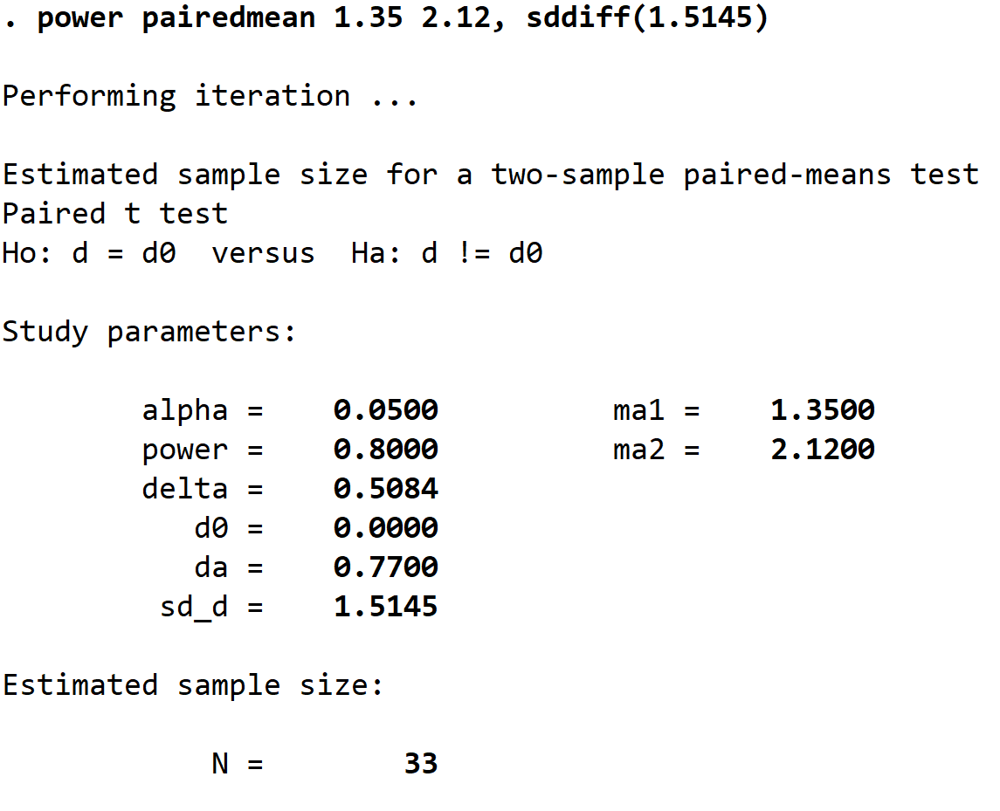 . power pairedmean 1.35 2.12, sddiff(1.5145)
Performing iteration ...
Estimated sample size for a two-sample paired-means test
Paired t test
Ho: d = d0  versus  Ha: d != d0
Study parameters:
alpha =    0.0500          ma1 =    1.3500
power =    0.8000          ma2 =    2.1200
delta =    0.5084
d0 =    0.0000
da =    0.7700
sd_d =    1.5145
Estimated sample size:
N =        33